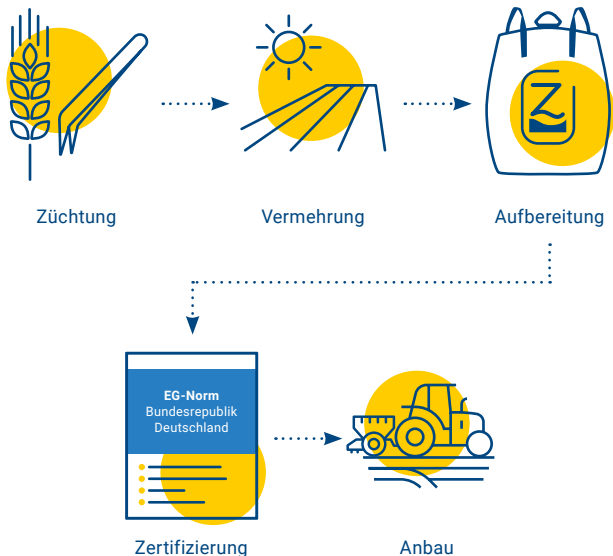 Z
Züchtung
Vermehrung
Aufbereitung
EG-Norm
Bundesrepublik
Deutschland
Zertifizierung
Anbau